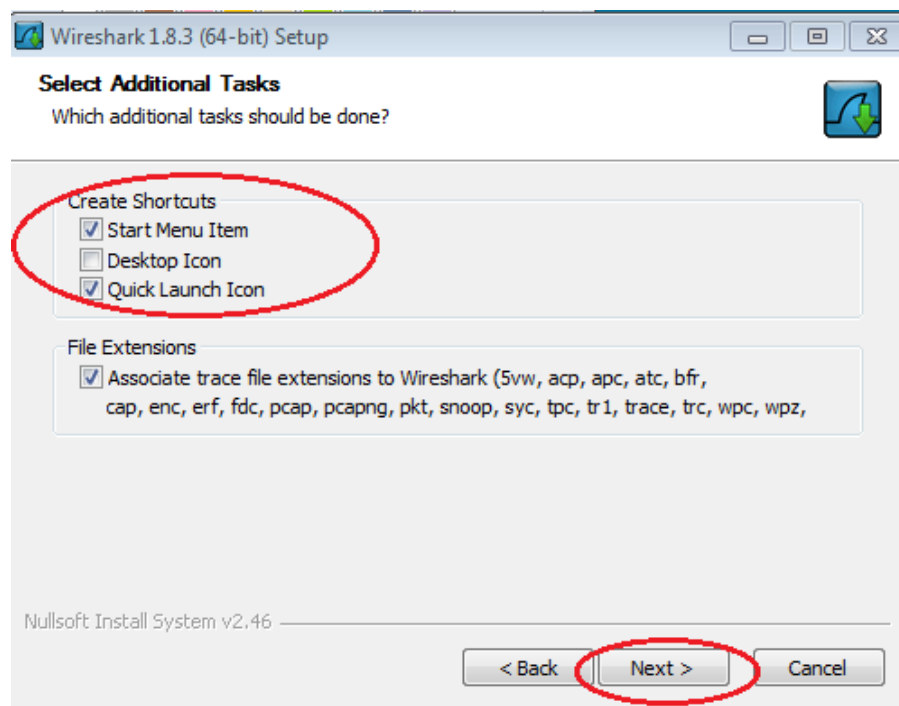 Wireshark 1.8.3 (64-bit) Setup
Select Additional Tasks
Which additional tasks should be done?
Create Shortcuts
Start Menu Item
Desktop Icon
Quick Launch Icon
File Extensions
Associate trace file extensions to Wireshark (5vw, acp, apc, atc, bfr,
cap, enc, erf, fdc, pcap, pcapng, pkt, snoop, syc, tpc, tr1, trace, trc, wpc, wpz,
Nullsoft Install System v2.46
< Back
Next >
Cancel